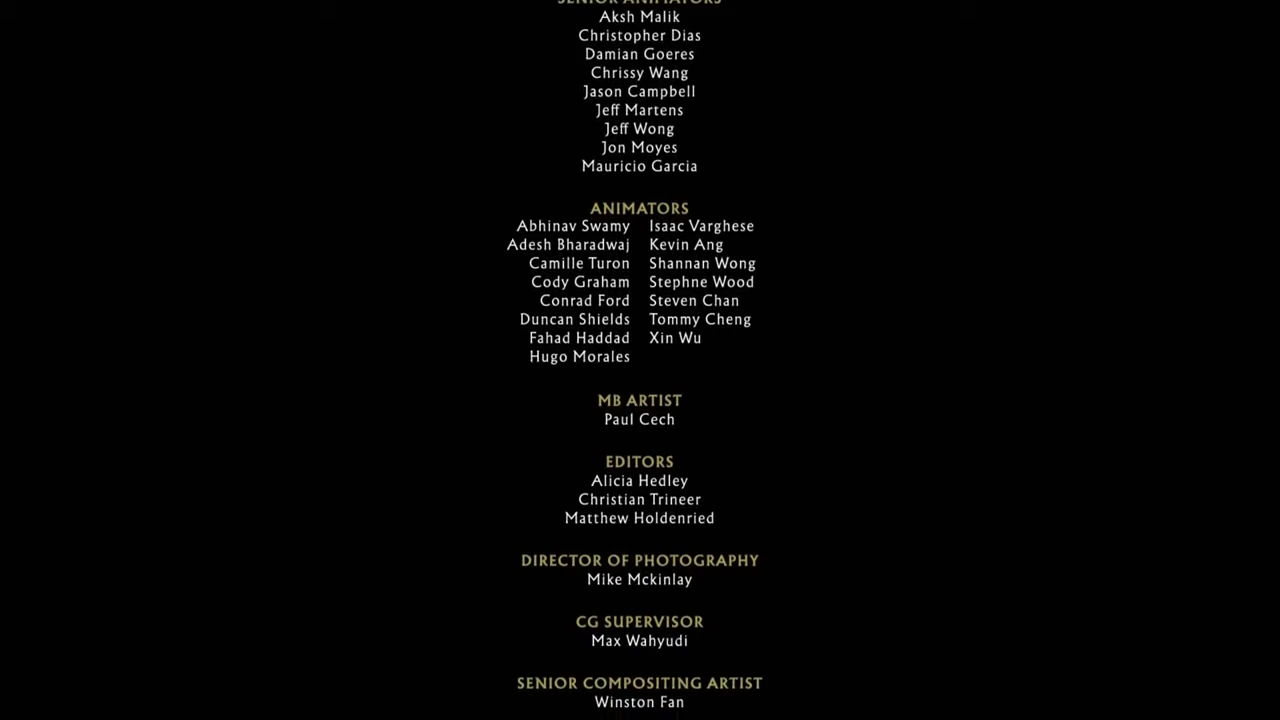 SENIOR ANIMATORS
Aksh Malik
Christopher Dias
Damian Goeres
Chrissy Wang
Jason Campbell
Jeff Martens
Jeff Wong
Jon Moyes
Mauricio Garcia
ANIMATORS
Abhinav Swamy Isaac Varghese
Adesh Bharadwaj Kevin Ang
Camille Turon Shannan Wong
Cody Graham Stephne Wood
Conrad Ford Steven Chan
Duncan Shields Tommy Cheng
Fahad Haddad Xin Wu
Hugo Morales
MB ARTIST
Paul Cech
EDITORS
Alicia Hedley
Christian Trineer
Matthew Holdenried
DIRECTOR OF PHOTOGRAPHY
Mike Mckinlay
CG SUPERVISOR
Max Wahyudi
SENIOR COMPOSITING ARTIST
Winston Fan